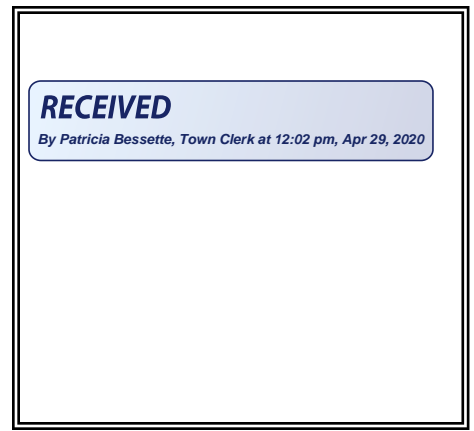 RECEIVED
By Patricia Bessette, Town Clerk at 12:02 pm, Apr 29, 2020